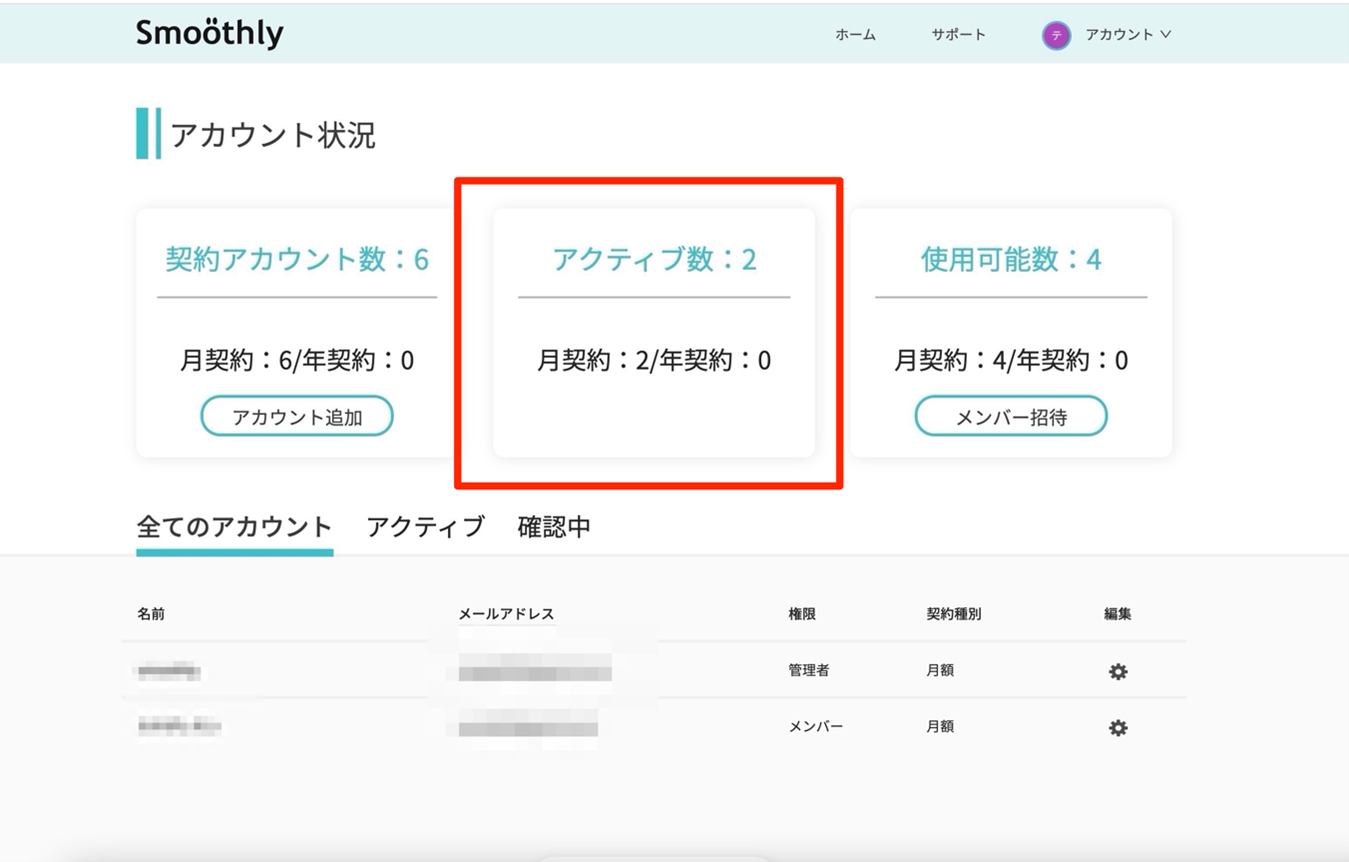 Smoöthly
ホーム
サポート
テ
アカウント
アカウント状況
契約アカウント数：6
月契約：6/年契約：0
アカウント追加
アクティブ数：2
月契約：2/年契約：0
使用可能数：4
月契約：4/年契約：0
メンバー招待
全てのアカウント
アクティブ
確認中
名前
メールアドレス
権限
契約種別
編集
管理者
月額
メンバー
月額